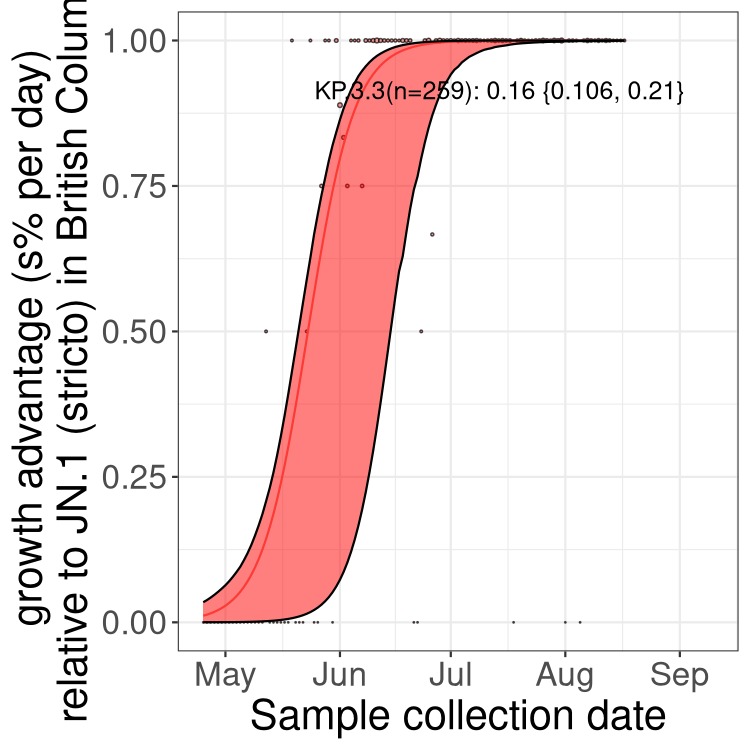 growth advantage (s% per day)
relative to JN.1 (stricto) in British Colum
1.00
0.75
0.50
0.25
0.00
KP.3.3(n=259): 0.16 {0.106, 0.21}
May Jun Jul Aug Sep
Sample collection date